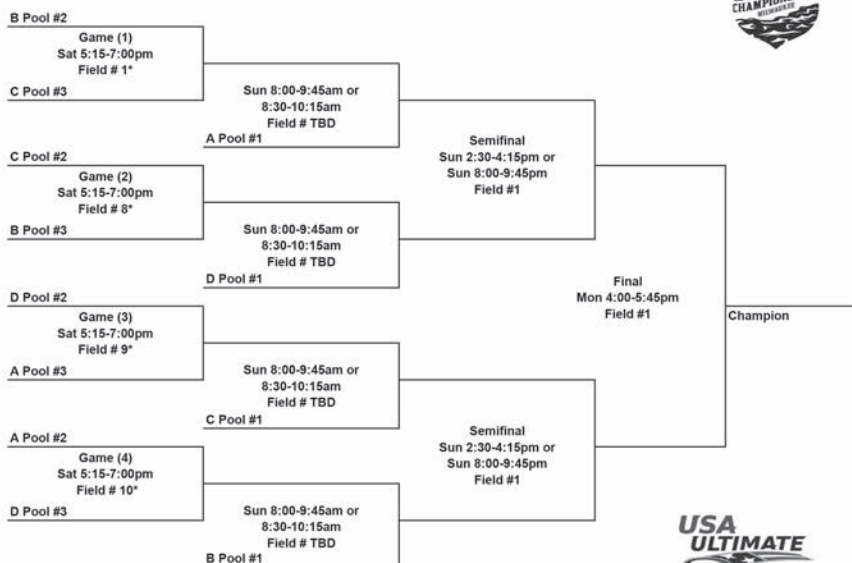 B Pool #2
Game (1)
Sat 5:15-7:00pm
Field # 1*
C Pool #3
Sun 8:00-9:45am or
8:30-10:15am
Field # TBD
A Pool #1
C Pool #2
Game (2)
Sat 5:15-7:00pm
Field # 8*
B Pool #3
Sun 8:00-9:45am or
8:30-10:15am
Field # TBD
D Pool #1
Semifinal
Sun 2:30-4:15pm or
Sun 8:00-9:45pm
Field #1
D Pool #2
Game (3)
Sat 5:15-7:00pm
Field # 9*
A Pool #3
Sun 8:00-9:45am or
8:30-10:15am
Field # TBD
C Pool #1
A Pool #2
Game (4)
Sat 5:15-7:00pm
Field # 10*
D Pool #3
Sun 8:00-9:45am or
8:30-10:15am
Field # TBD
B Pool #1
Semifinal
Sun 2:30-4:15pm or
Sun 8:00-9:45pm
Field #1
Final
Mon 4:00-5:45pm
Field #1
Champion
MILWAUKEE
USA
ULTIMATE